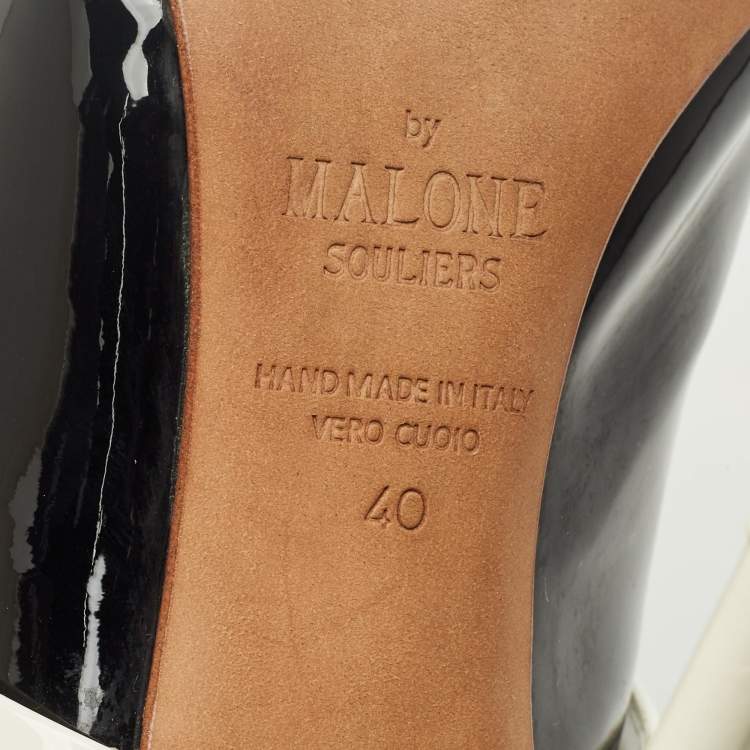 by
MALONE
SOULIERS
HAND MADE IN ITALY
VERO CUOIO
40